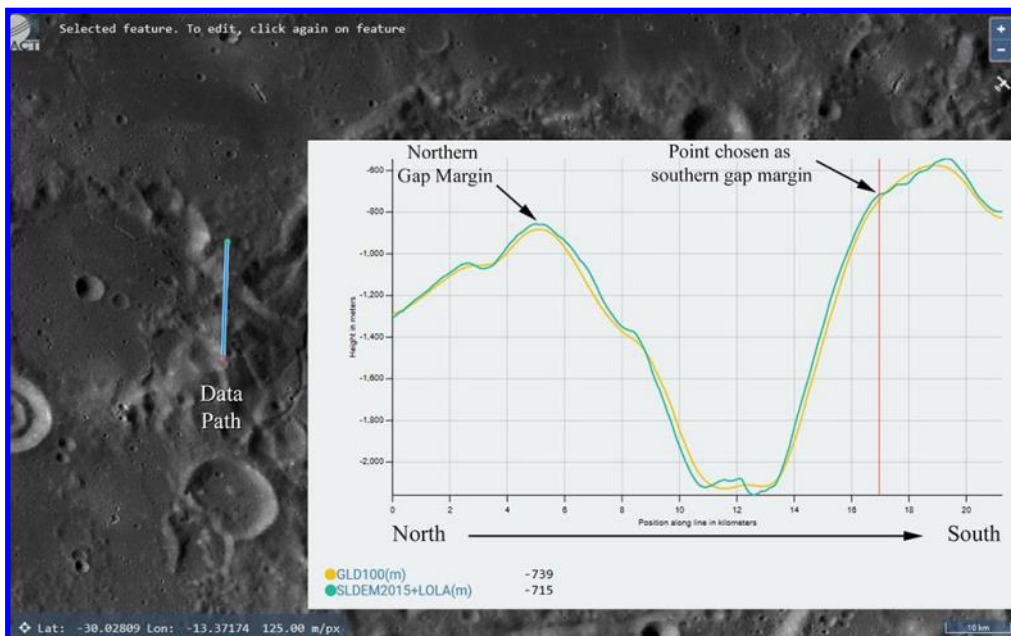 ACT
Selected feature. To edit, click again on feature
+
−
Northern
Gap Margin
Point chosen as
southern gap margin
-600
-800
-1,000
-1,200
-1,400
-1,600
-1,800
-2,000
Height in meters
0 2 4 6 8 10 12 14 16 18 20
Position along line in kilometers
North
South
Data
Path
GLD100(m) -739
SLDEM2015+LOLA(m) -715
Lat: -30.02809 Lon: -13.37174 125.00 m/px
10 km